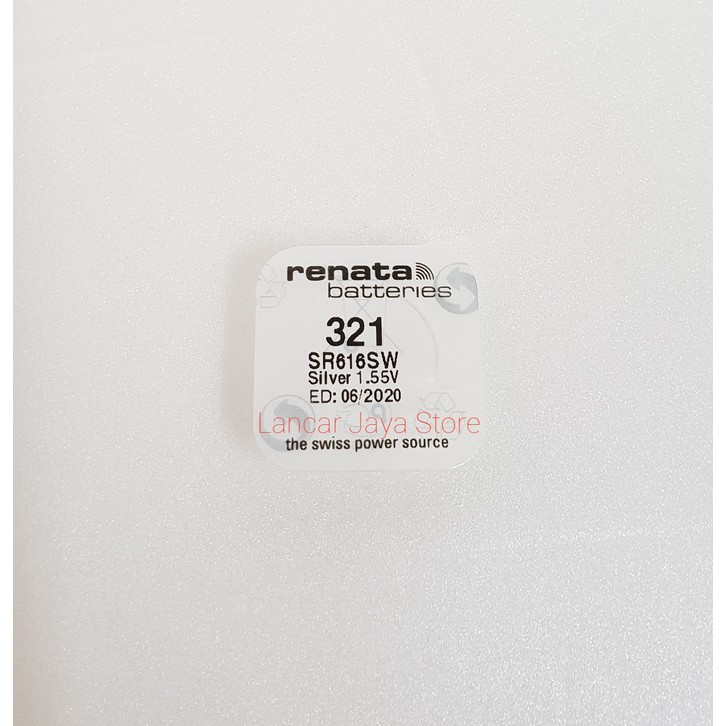 renata
batteries
321
SR616SW
Silver 1.55V
ED: 06/2020
Lancar Jaya Store
the swiss power source